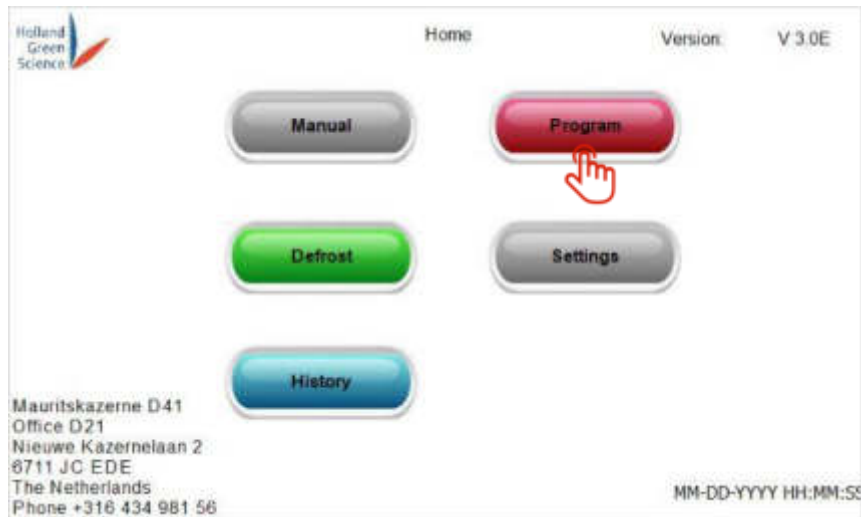 Holland
Green
Science
Home
Version: V 3.0E
Manual
Program
Defrost
Settings
History
Mauritskazerne D41
Office D21
Nieuwe Kazernelaan 2
6711 JC EDE
The Netherlands
Phone +316 434 981 56
MM-DD-YYYY HH:MM:SS